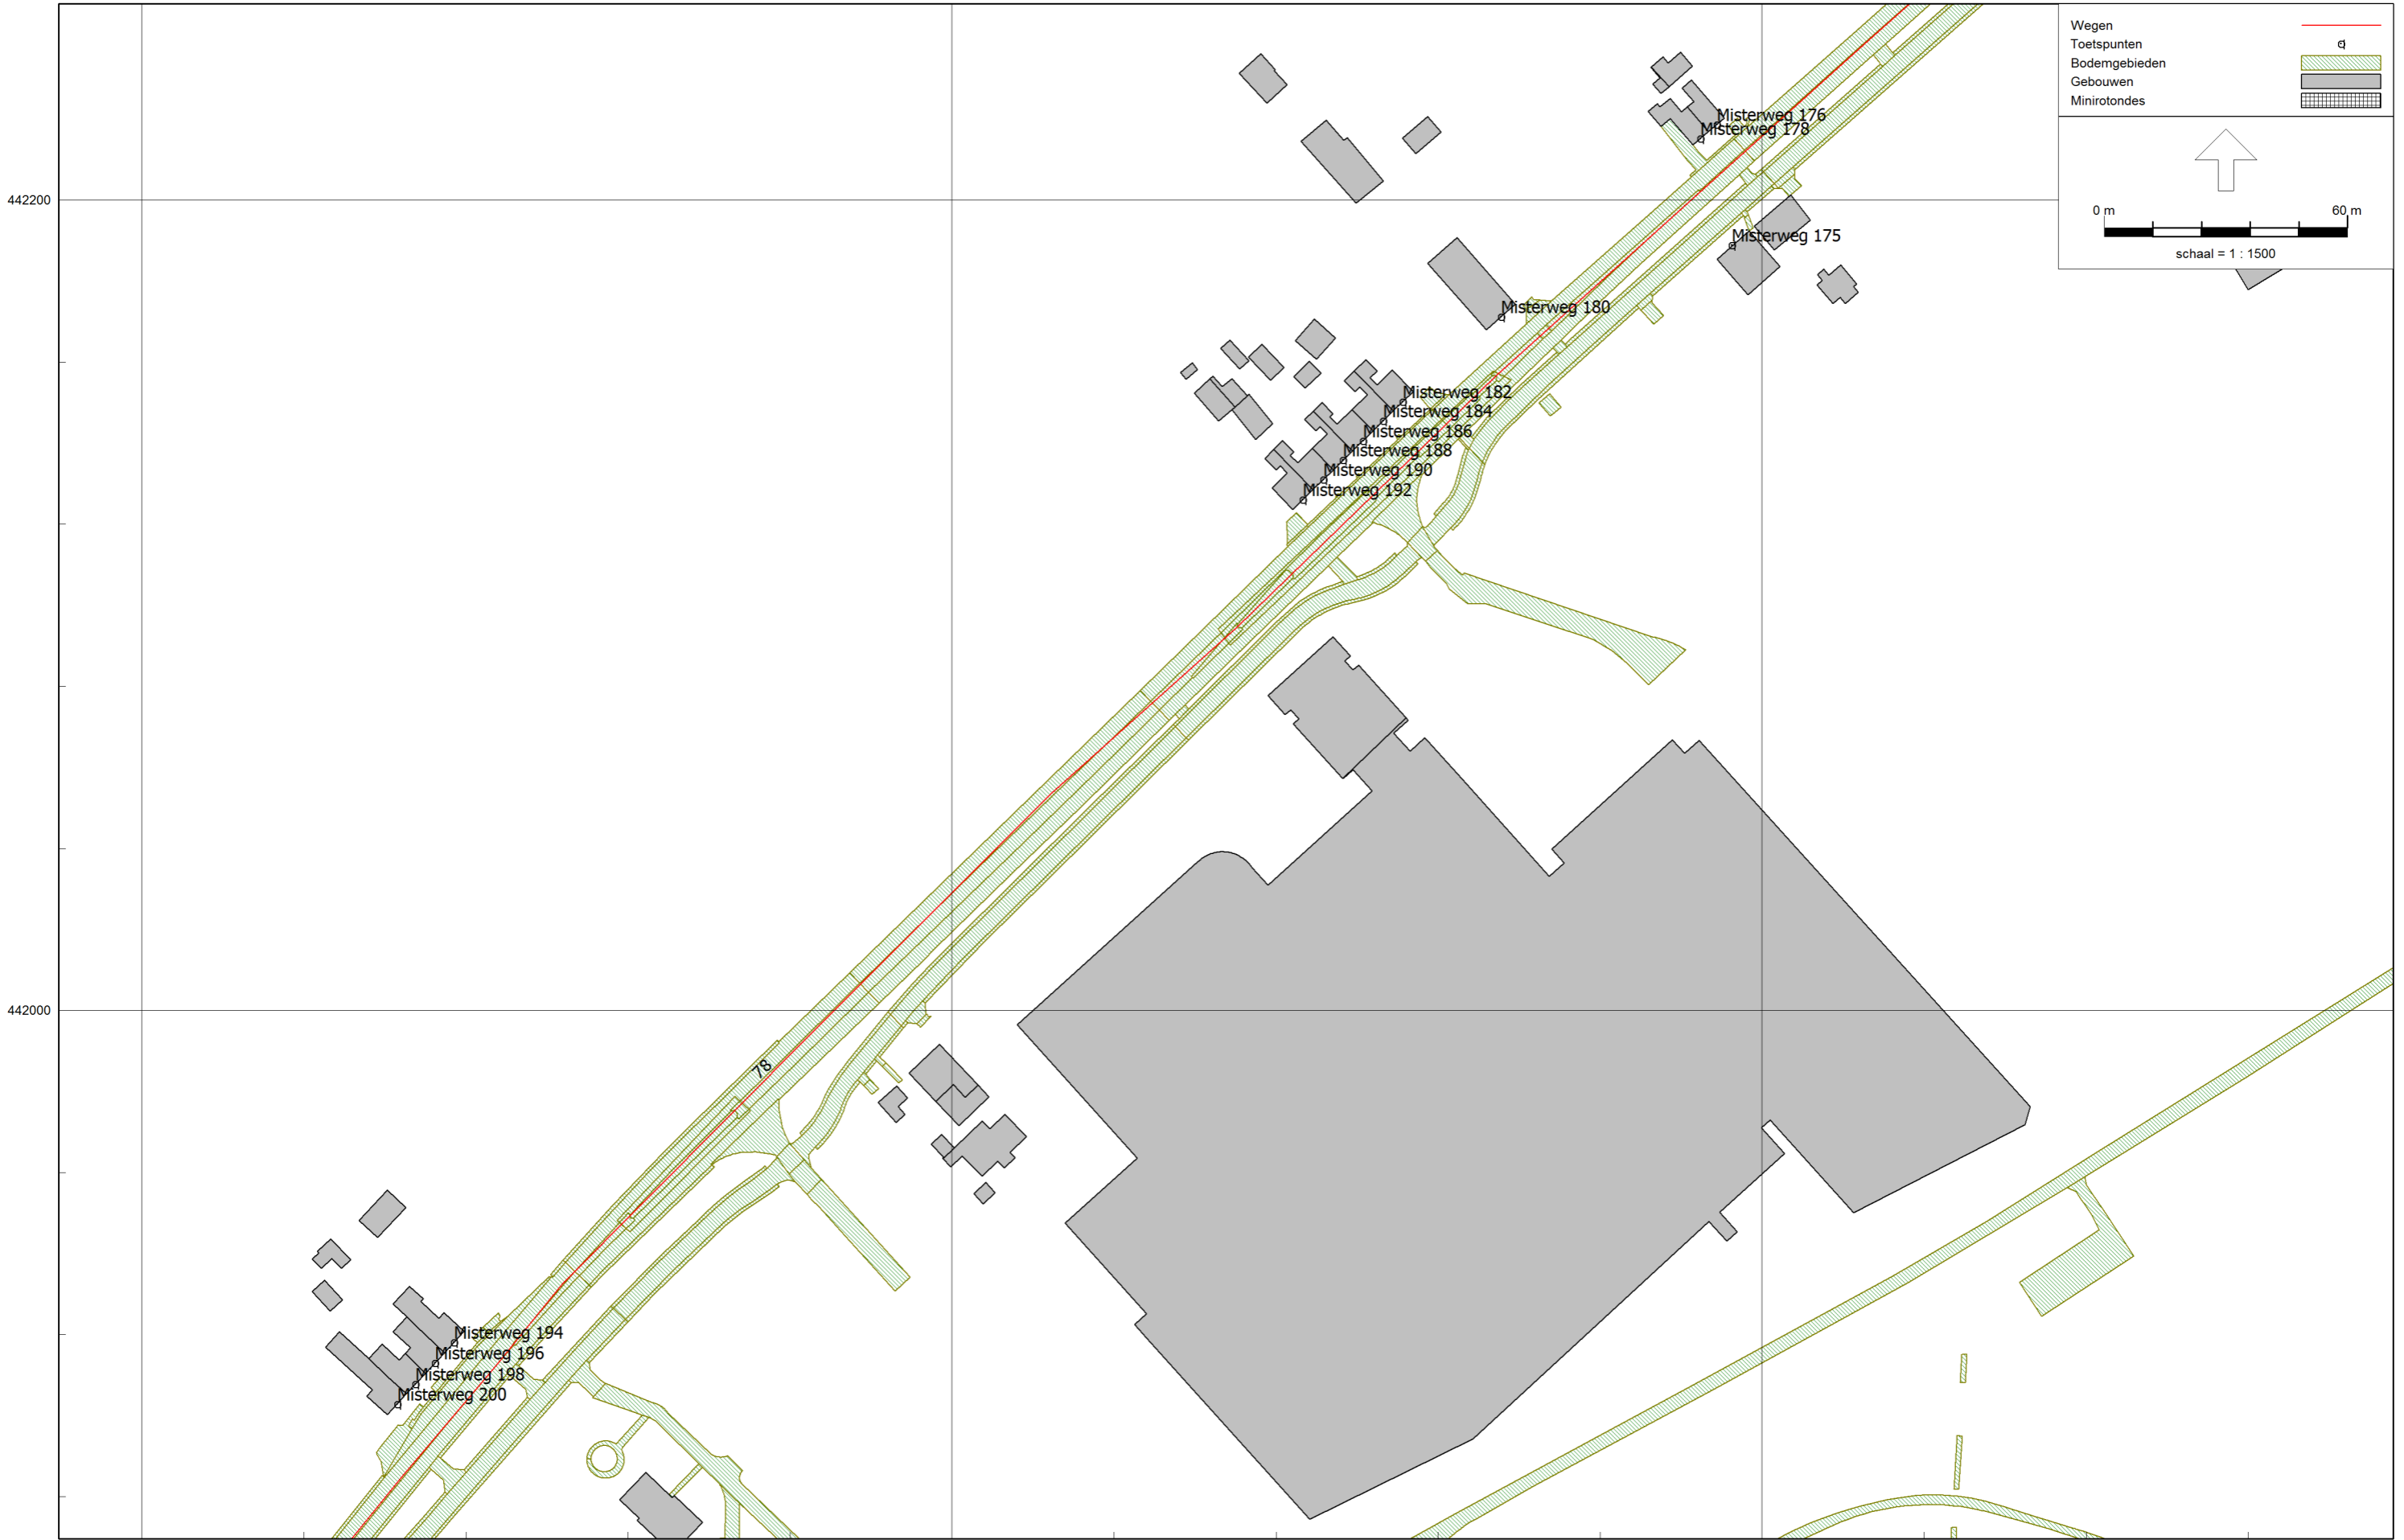 Wegen
Toetspunten
Bodemgebieden
Gebouwen
Minirotondes
0 m 60 m
schaal = 1 : 1500
Misterweg 176
Misterweg 178
442200
Misterweg 175
Misterweg 180
Misterweg 182
Misterweg 184
Misterweg 186
Misterweg 188
Misterweg 190
Misterweg 192
442000
78
Misterweg 194
Misterweg 196
Misterweg 198
Misterweg 200